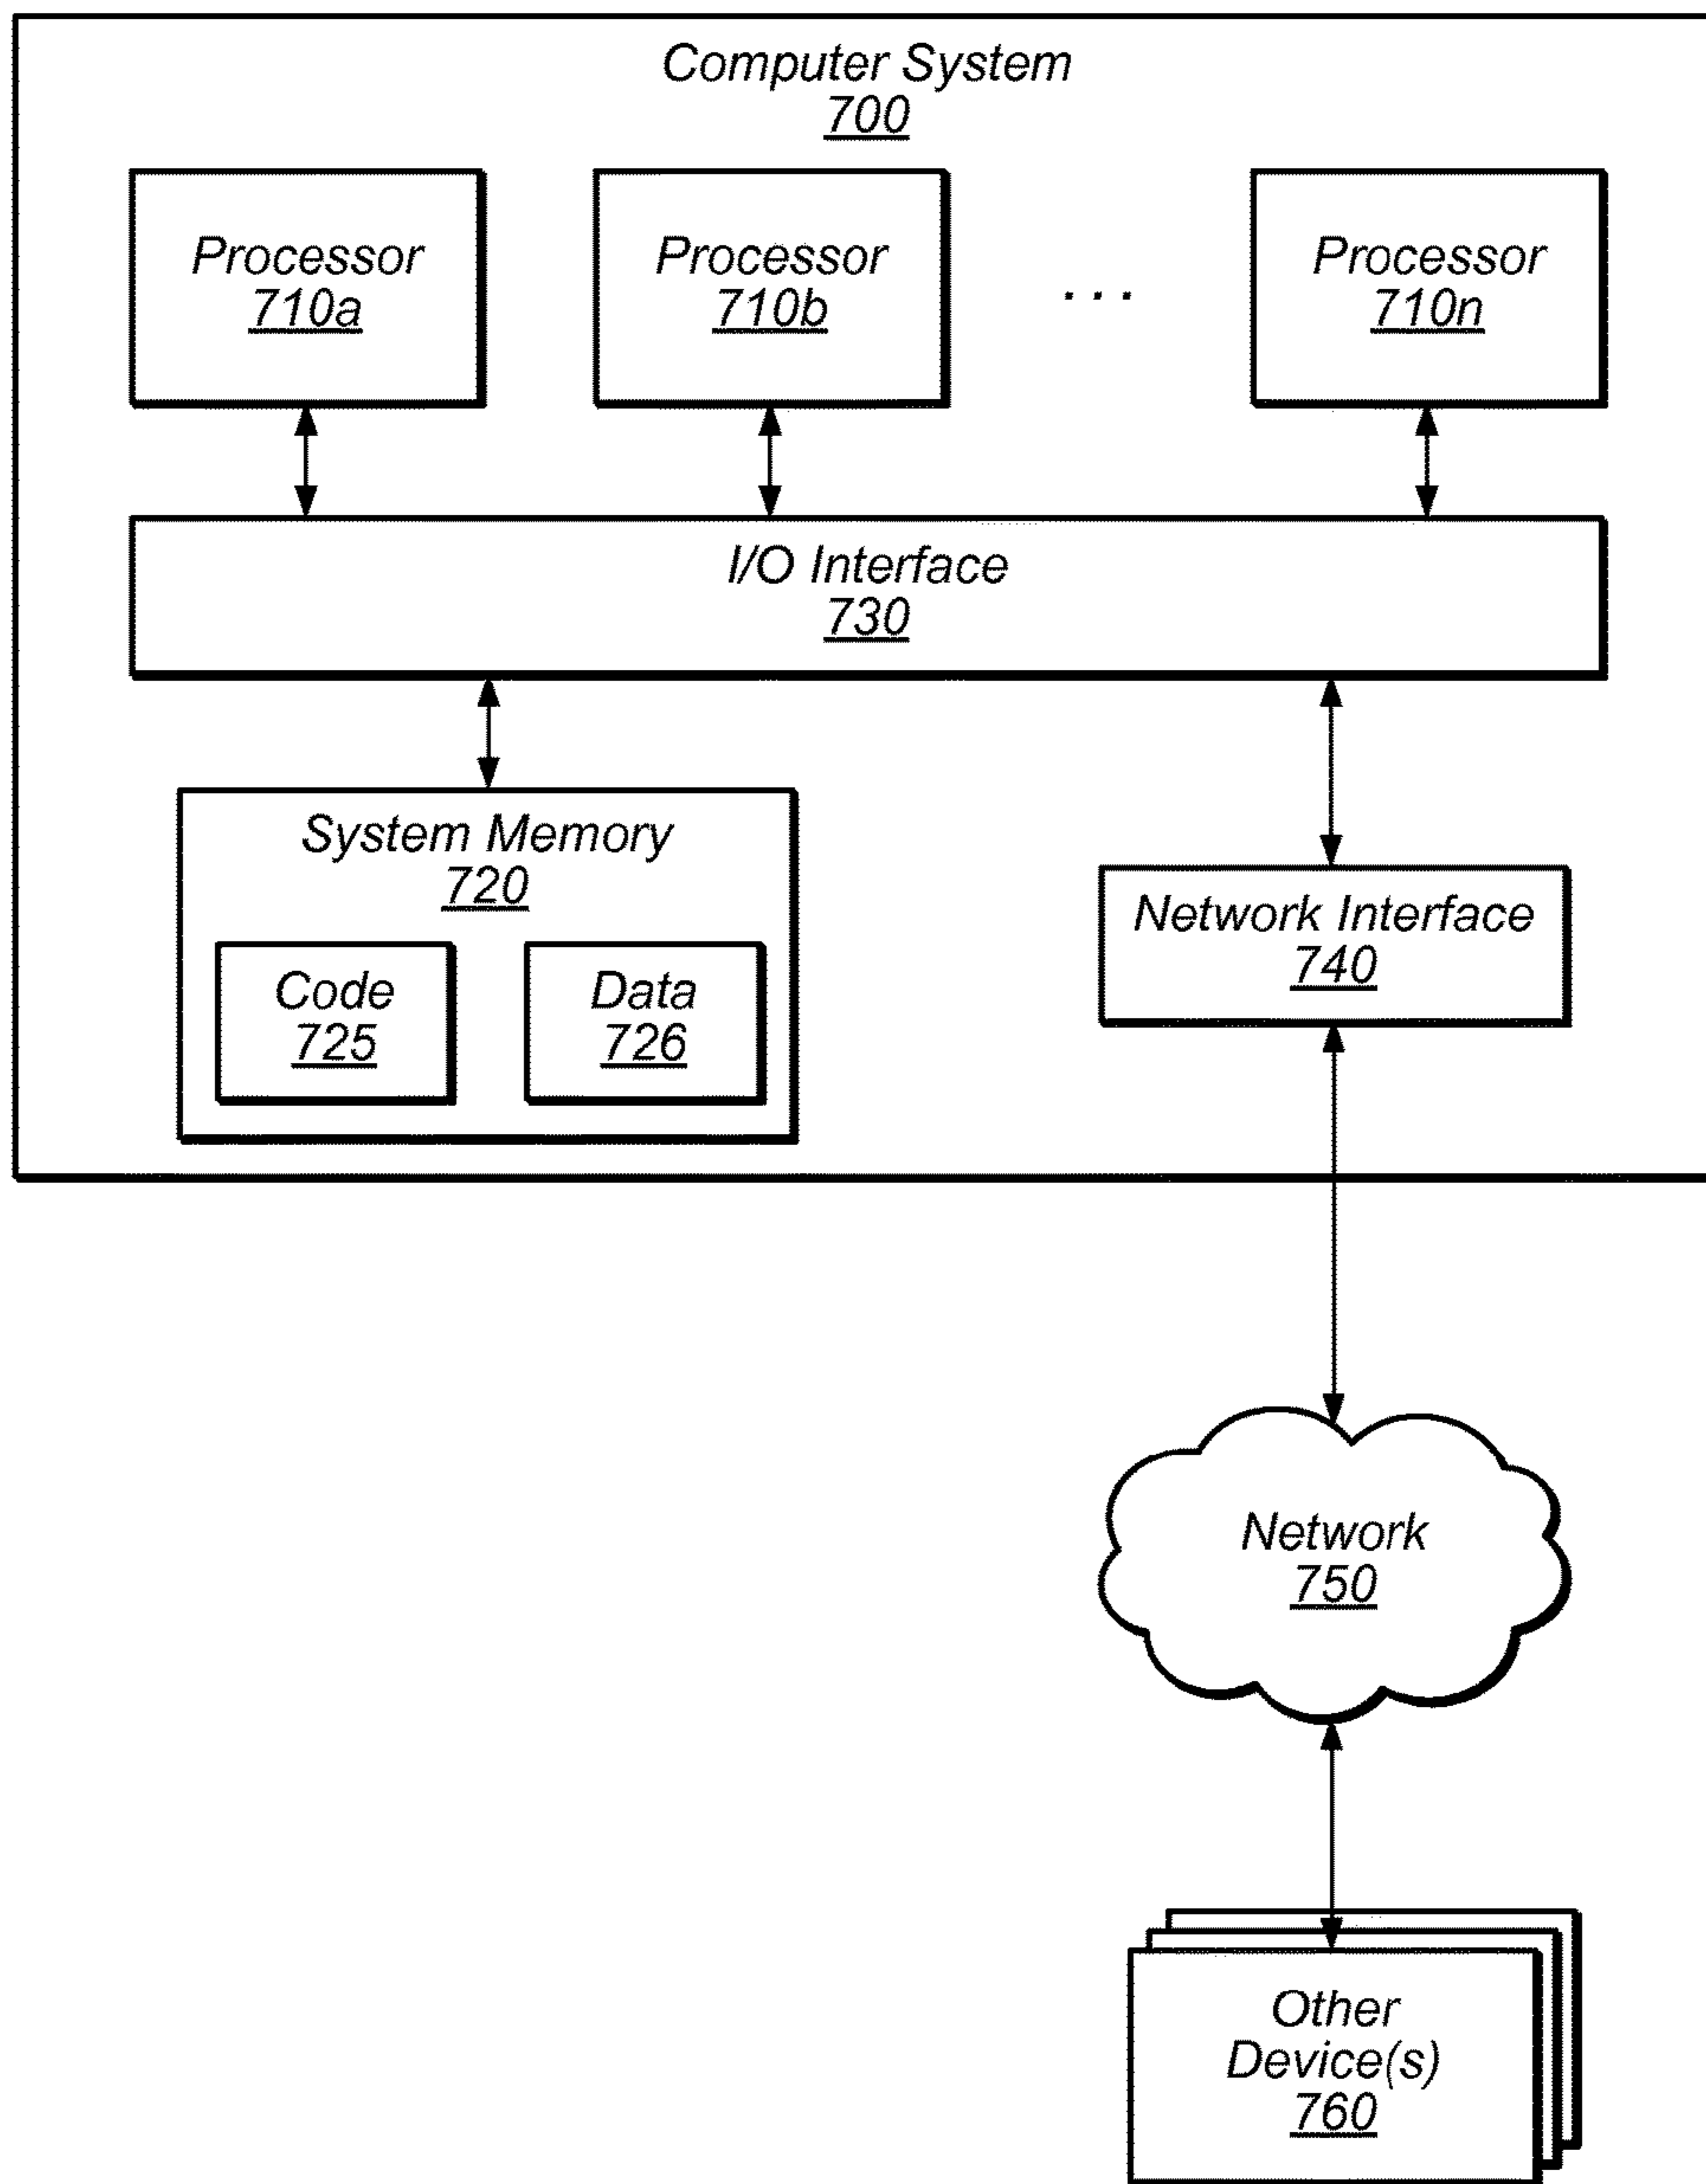 Computer System
700
Processor
710a
Processor
710b
. . .
Processor
710n
I/O Interface
730
System Memory
720
Code
725
Data
726
Network Interface
740
Network
750
Other
Device(s)
760